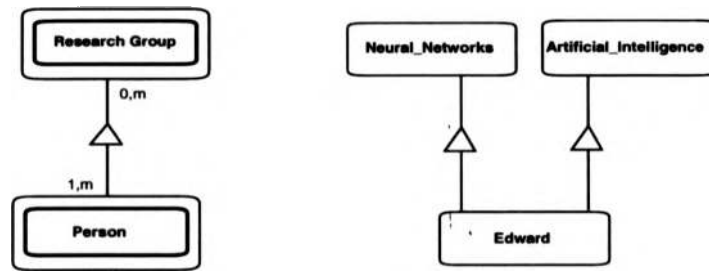 Research Group
0,m
1,m
Person
Neural_Networks
Artificial_Intelligence
Edward